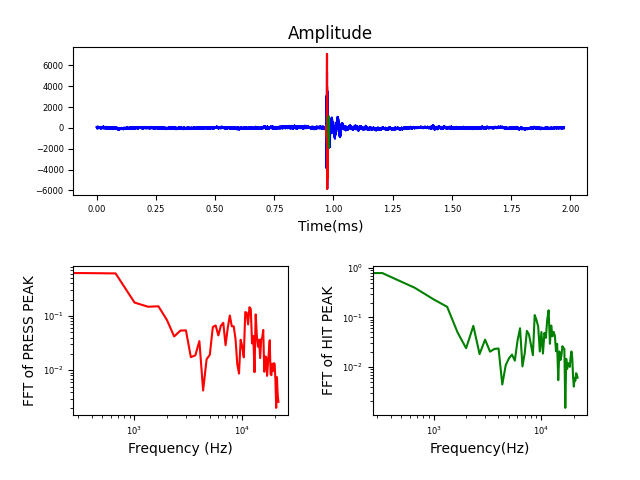 Amplitude
6000
4000
2000
0
−2000
−4000
−6000
0.00 0.25 0.50 0.75 1.00 1.25 1.50 1.75 2.00
Time(ms)
FFT of PRESS PEAK
10⁻¹
10⁻²
10³ 10⁴
Frequency (Hz)
FFT of HIT PEAK
10⁰
10⁻¹
10⁻²
10³ 10⁴
Frequency(Hz)